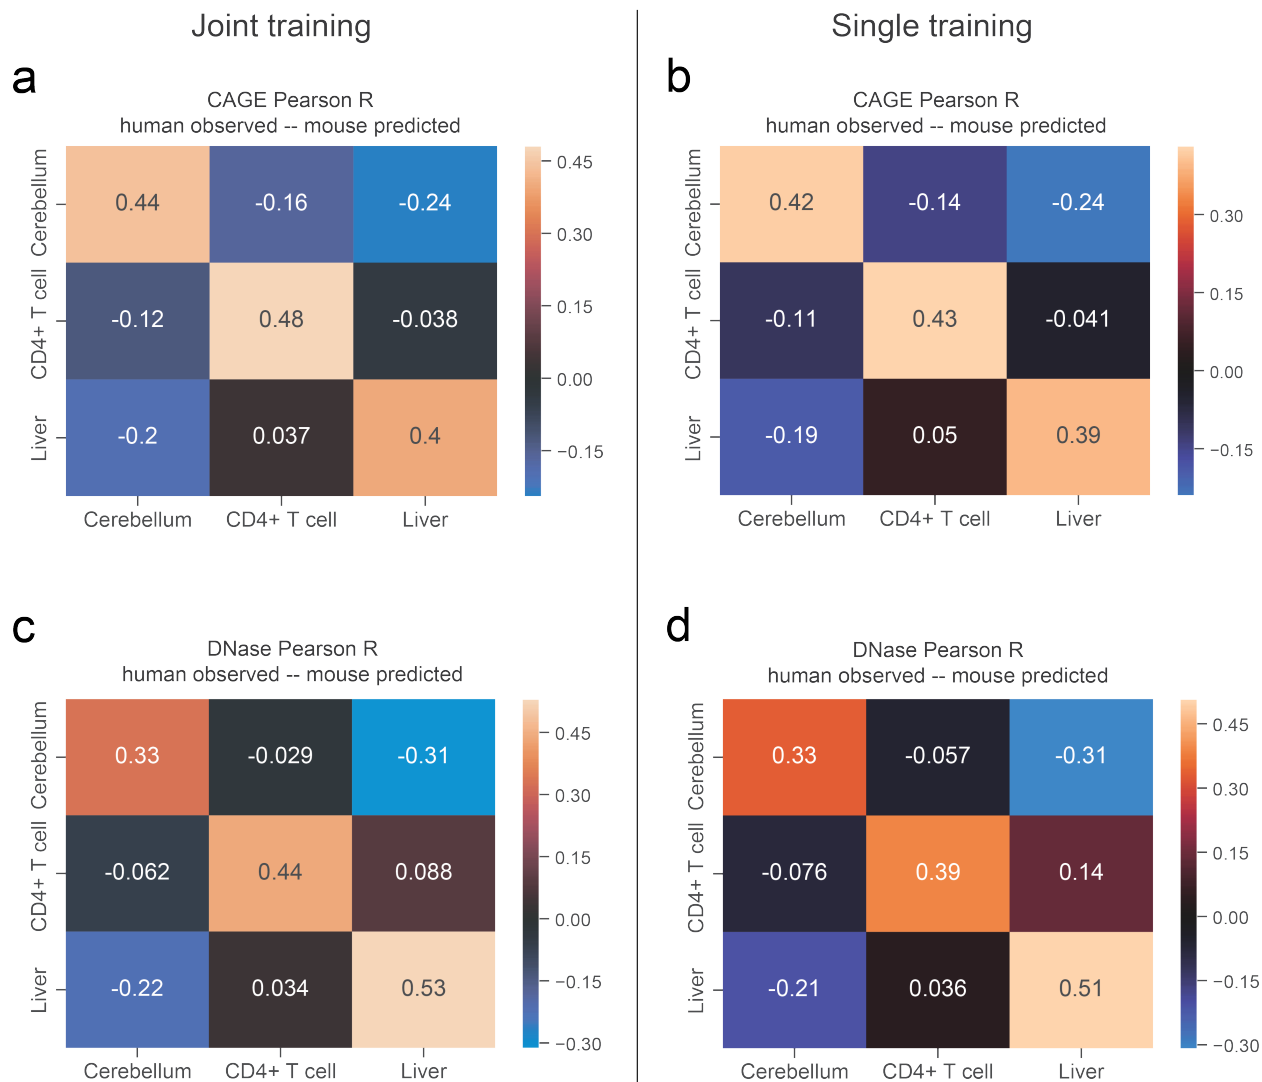 Joint training
Single training
a
CAGE Pearson R
human observed -- mouse predicted
Cerebellum
CD4+ T cell
Liver
0.44 -0.16 -0.24
-0.12 0.48 -0.038
-0.2 0.037 0.4
Cerebellum CD4+ T cell Liver
0.45
0.30
0.15
0.00
−0.15
b
CAGE Pearson R
human observed -- mouse predicted
Cerebellum
CD4+ T cell
Liver
0.42 -0.14 -0.24
-0.11 0.43 -0.041
-0.19 0.05 0.39
Cerebellum CD4+ T cell Liver
0.30
0.15
0.00
−0.15
c
DNase Pearson R
human observed -- mouse predicted
Cerebellum
CD4+ T cell
Liver
0.33 -0.029 -0.31
-0.062 0.44 0.088
-0.22 0.034 0.53
Cerebellum CD4+ T cell Liver
0.45
0.30
0.15
0.00
−0.15
−0.30
d
DNase Pearson R
human observed -- mouse predicted
Cerebellum
CD4+ T cell
Liver
0.33 -0.057 -0.31
-0.076 0.39 0.14
-0.21 0.036 0.51
Cerebellum CD4+ T cell Liver
0.45
0.30
0.15
0.00
−0.15
−0.30